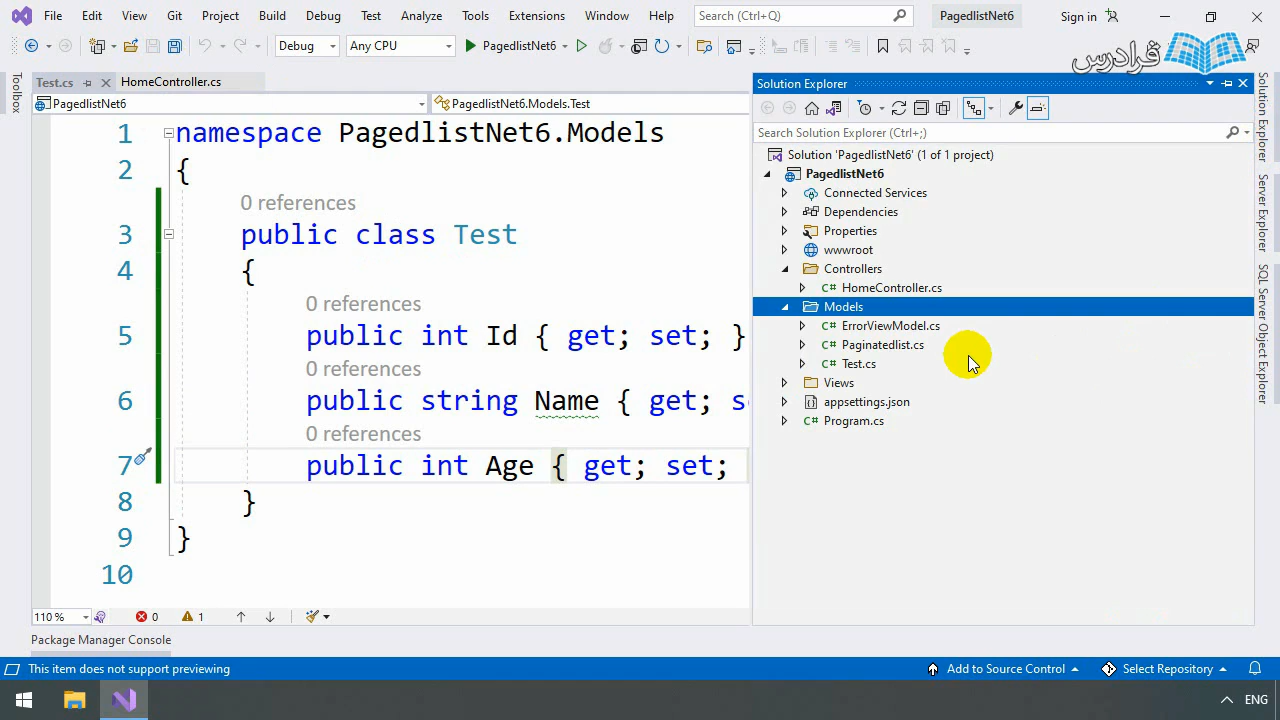 File Edit View Git Project Build Debug Test Analyze Tools Extensions Window Help Search (Ctrl+Q) PagedlistNet6 Sign in
Debug Any CPU PagedlistNet6
فرادرس
Test.cs HomeController.cs
PagedlistNet6 PagedlistNet6.Models.Test
Toolbox
1 namespace PagedlistNet6.Models
2 {
0 references
3 public class Test
4 {
0 references
5 public int Id { get; set; }
0 references
6 public string Name { get; s
0 references
7 public int Age { get; set;
8 }
9 }
10
110 % 0 1
Package Manager Console
Solution Explorer
Search Solution Explorer (Ctrl+;)
Solution 'PagedlistNet6' (1 of 1 project)
PagedlistNet6
Connected Services
Dependencies
Properties
wwwroot
Controllers
C# HomeController.cs
Models
C# ErrorViewModel.cs
C# Paginatedlist.cs
C# Test.cs
Views
appsettings.json
C# Program.cs
Solution Explorer
Server Explorer
SQL Server Object Explorer
This item does not support previewing Add to Source Control Select Repository
ENG